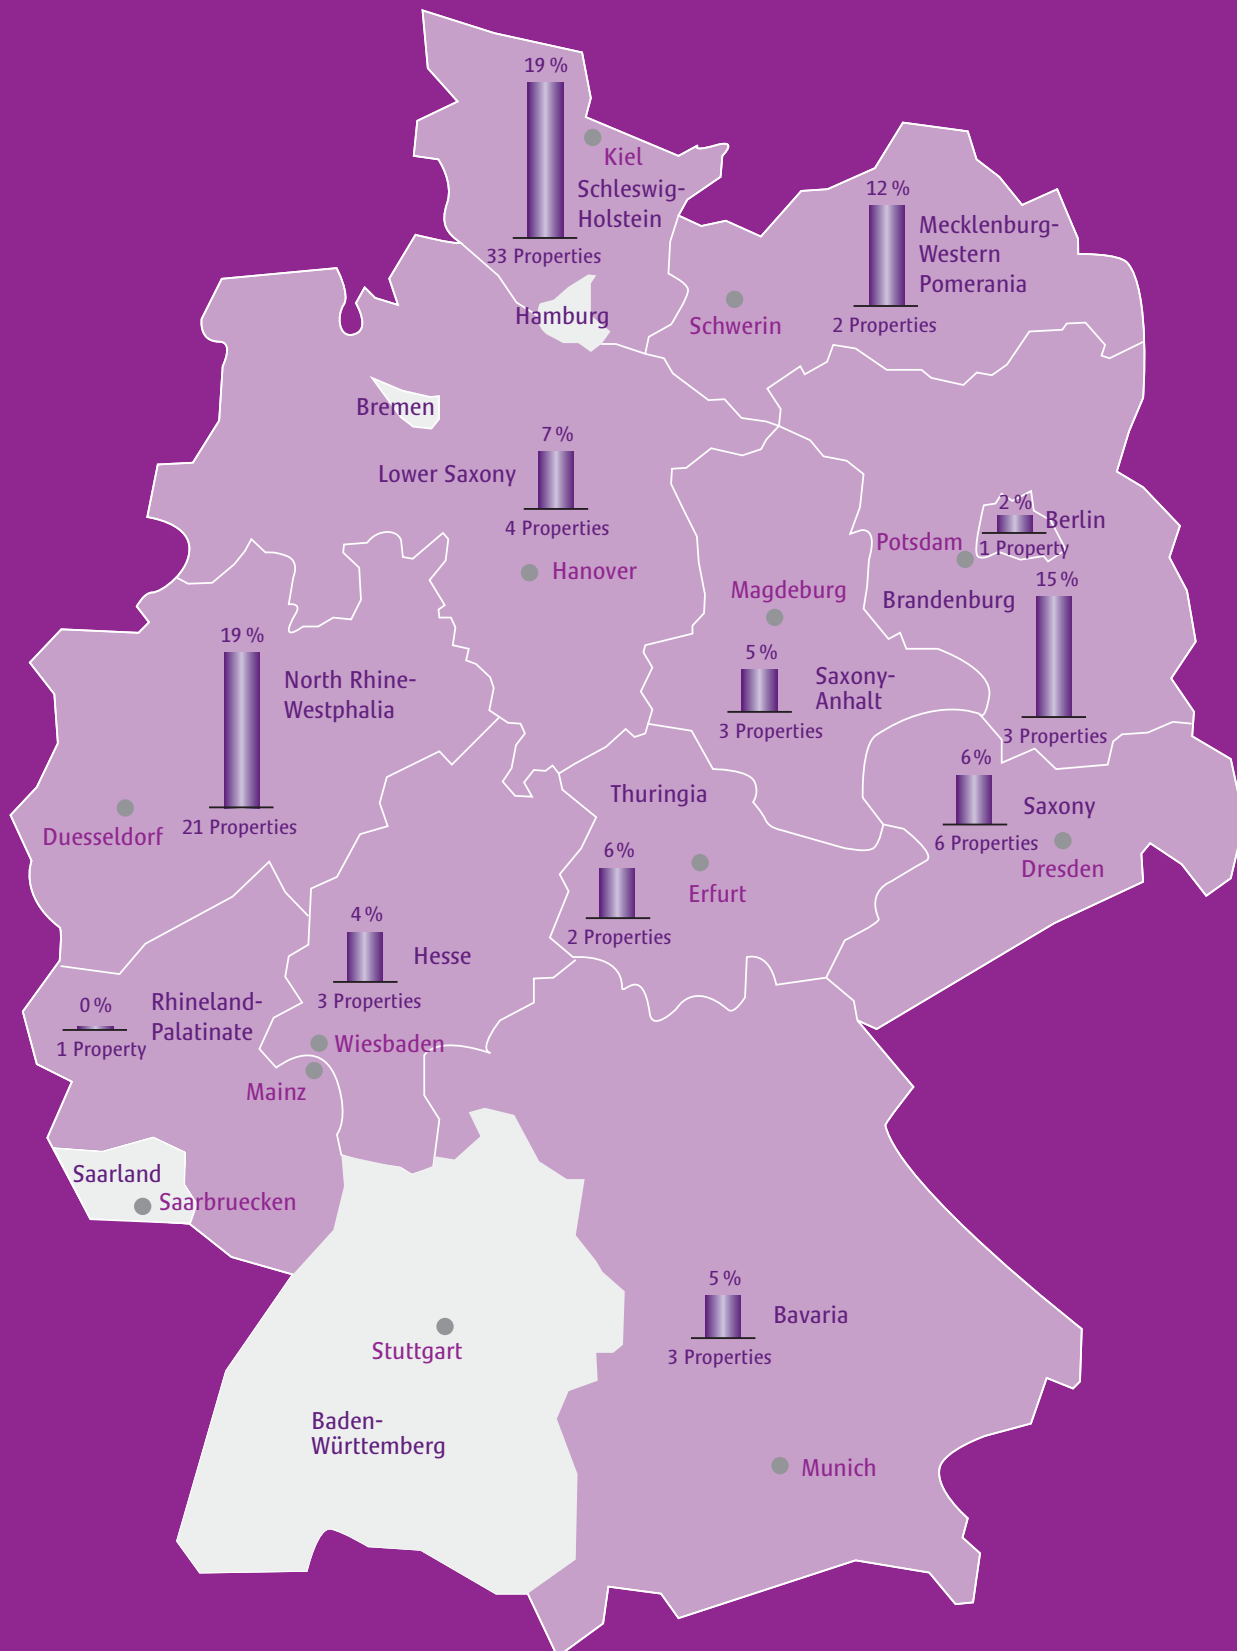 19 %
Kiel
Schleswig-
Holstein
33 Properties
12 %
Mecklenburg-
Western
Pomerania
2 Properties
Schwerin
Hamburg
Bremen
7 %
Lower Saxony
4 Properties
Hanover
2 %
Berlin
1 Property
Potsdam
Brandenburg
15 %
3 Properties
Magdeburg
5 %
Saxony-
Anhalt
3 Properties
19 %
North Rhine-
Westphalia
21 Properties
Duesseldorf
6 %
Saxony
6 Properties
Dresden
Thuringia
6 %
Erfurt
2 Properties
4 %
Hesse
3 Properties
Wiesbaden
0 %
Rhineland-
Palatinate
1 Property
Mainz
Saarland
Saarbruecken
5 %
Bavaria
3 Properties
Stuttgart
Baden-
Württemberg
Munich